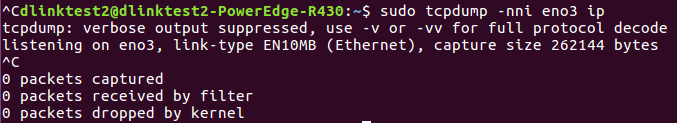 ^Cdlinktest2@dlinktest2-PowerEdge-R430:~$ sudo tcpdump -nni eno3 ip
tcpdump: verbose output suppressed, use -v or -vv for full protocol decode
listening on eno3, link-type EN10MB (Ethernet), capture size 262144 bytes
^C
0 packets captured
0 packets received by filter
0 packets dropped by kernel